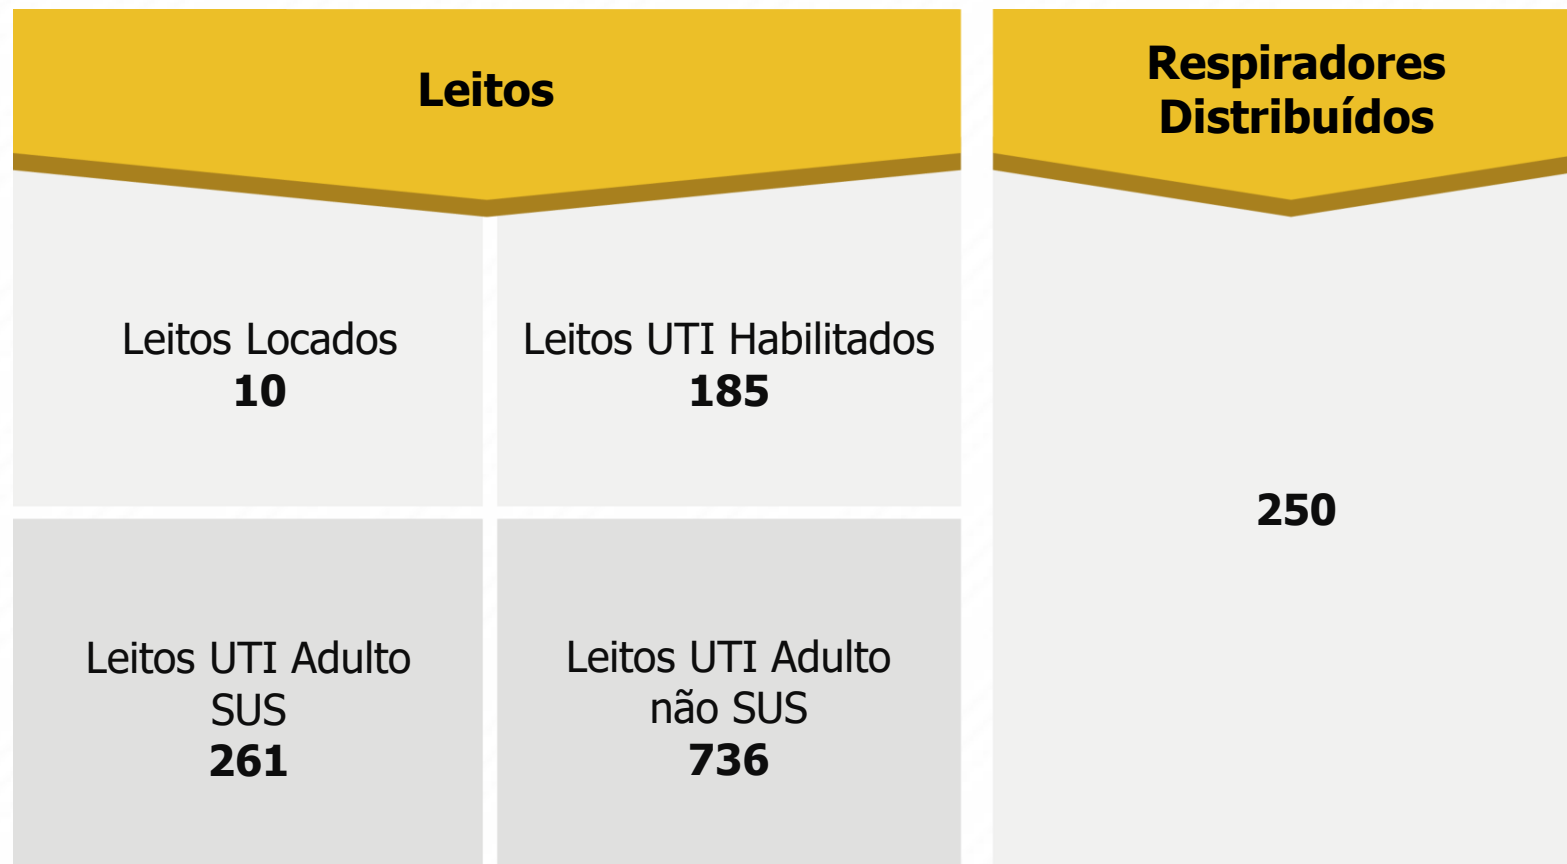 Leitos
Leitos Locados
10
Leitos UTI Habilitados
185
Leitos UTI Adulto
SUS
261
Leitos UTI Adulto
não SUS
736
Respiradores
Distribuídos
250